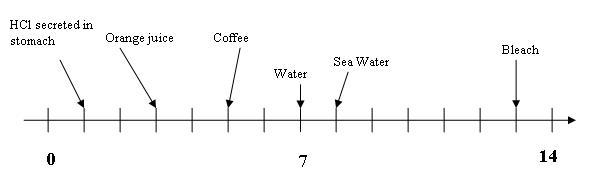 HCl secreted in
stomach
Orange juice
Coffee
Water
Sea Water
Bleach
0
7
14